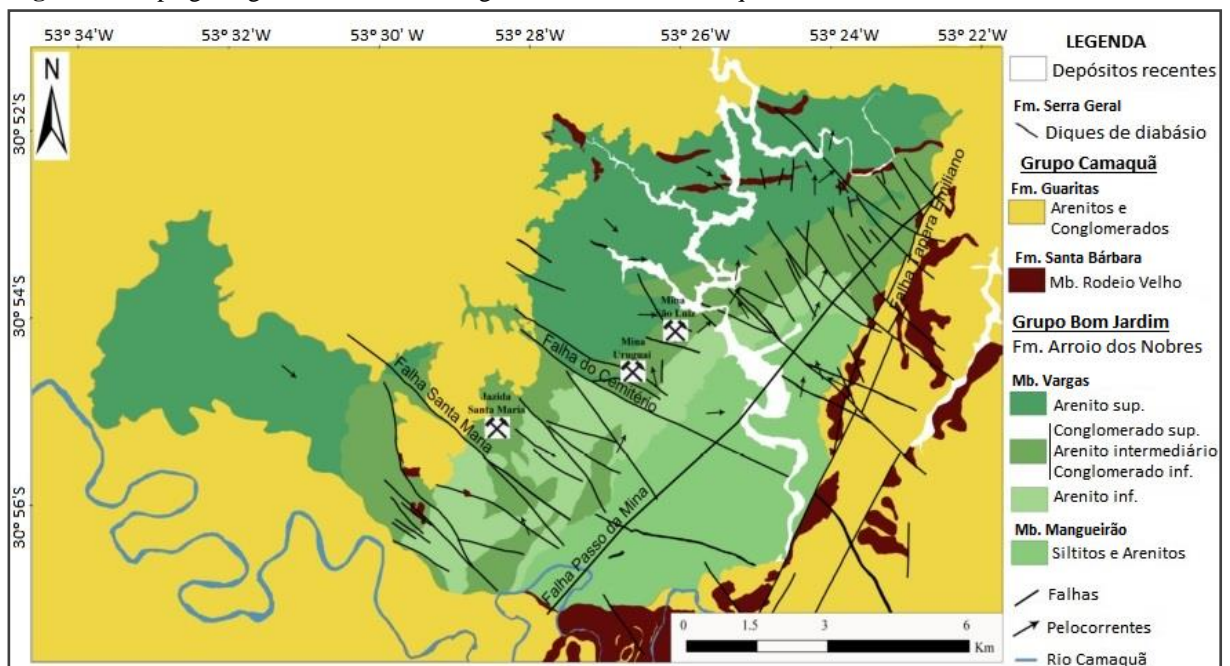 53° 34'W 53° 32'W 53° 30'W 53° 28'W 53° 26'W 53° 24'W 53° 22'W
N
30° 52'S
30° 54'S
30° 56'S
Falha Tapera Emiliano
Mina
São Luiz
Mina
Uruguai
Falha do Cemitério
Falha Santa Maria
Jazida
Santa Maria
Falha Passo da Mina
0 1.5 3 6
Km
LEGENDA
Depósitos recentes
Fm. Serra Geral
Diques de diabásio
Grupo Camaquã
Fm. Guaritas
Arenitos e
Conglomerados
Fm. Santa Bárbara
Mb. Rodeio Velho
Grupo Bom Jardim
Fm. Arroio dos Nobres
Mb. Vargas
Arenito sup.
Conglomerado sup.
Arenito intermediário
Conglomerado inf.
Arenito inf.
Mb. Mangueirão
Siltitos e Arenitos
Falhas
Pelocorrentes
Rio Camaquã